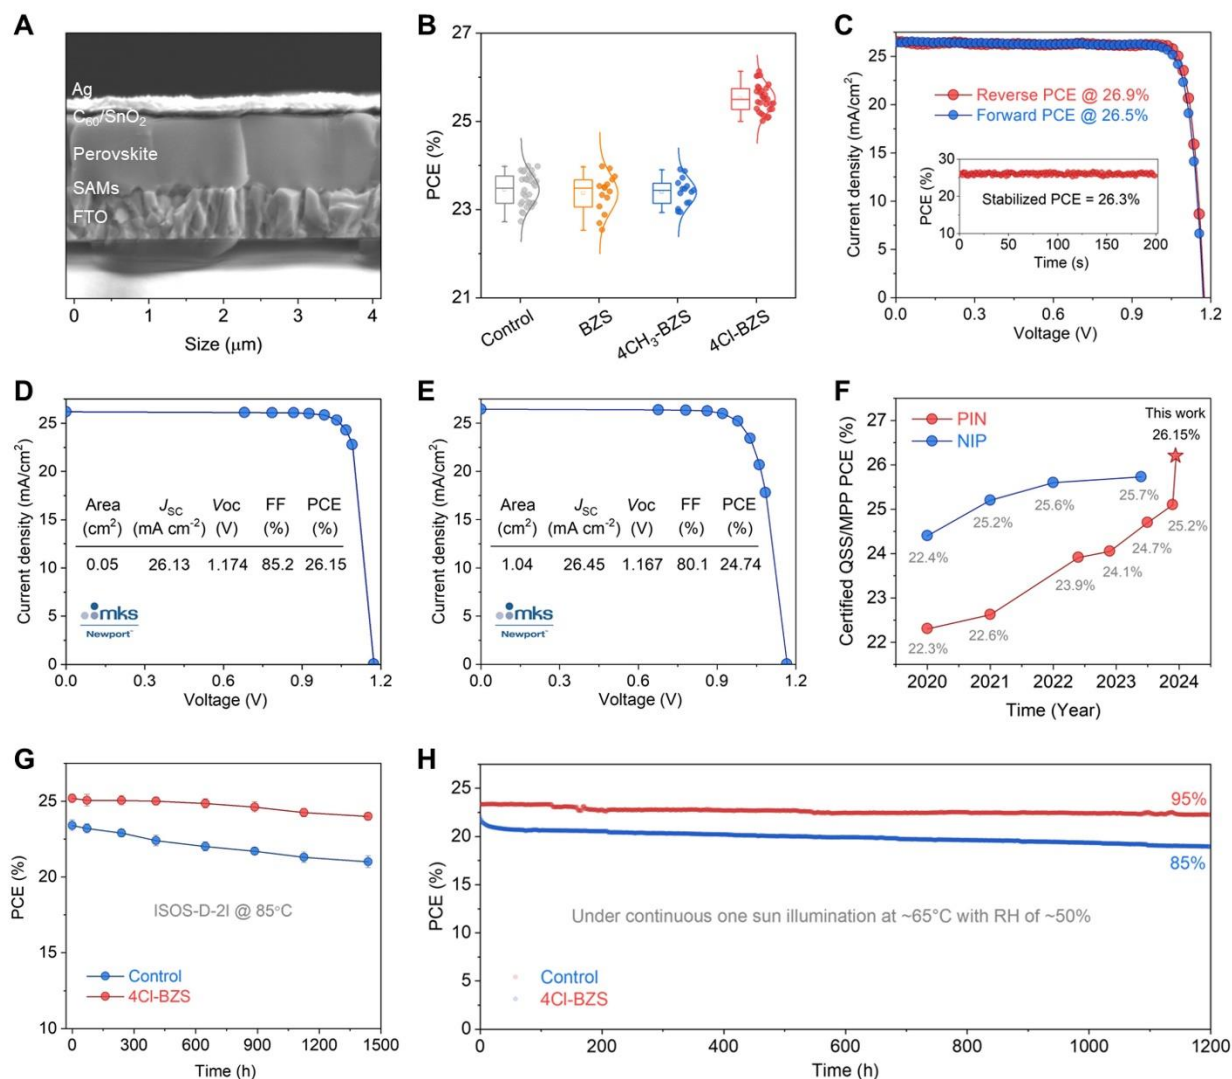 A
Ag
C60/SnO2
Perovskite
SAMs
FTO
0
1
2
3
4
Size (μm)
B
PCE (%)
27
25
23
21
Control
BZS
4CH3-BZS
4Cl-BZS
C
Current density (mA/cm²)
25
20
15
10
5
0
Reverse PCE @ 26.9%
Forward PCE @ 26.5%
PCE (%)
30
20
10
Stabilized PCE = 26.3%
0 50 100 150 200
Time (s)
0.0 0.3 0.6 0.9 1.2
Voltage (V)
D
Current density (mA/cm²)
25
20
15
10
5
0
Area JSC Voc FF PCE
(cm²) (mA cm⁻²) (V) (%) (%)
0.05 26.13 1.174 85.2 26.15
mks
Newport™
0.0 0.3 0.6 0.9 1.2
Voltage (V)
E
Current density (mA/cm²)
25
20
15
10
5
0
Area JSC Voc FF PCE
(cm²) (mA cm⁻²) (V) (%) (%)
1.04 26.45 1.167 80.1 24.74
mks
Newport™
0.0 0.3 0.6 0.9 1.2
Voltage (V)
F
Certified QSS/MPP PCE (%)
27
26
25
24
23
22
PIN
NIP
This work
26.15%
22.4%
25.2%
25.6%
25.7%
22.3%
22.6%
23.9%
24.1%
24.7%
25.2%
2020 2021 2022 2023 2024
Time (Year)
G
PCE (%)
25
20
15
10
ISOS-D-2I @ 85°C
Control
4Cl-BZS
0 300 600 900 1200 1500
Time (h)
H
PCE (%)
25
20
15
10
5
0
95%
85%
Under continuous one sun illumination at ~65°C with RH of ~50%
Control
4Cl-BZS
0 200 400 600 800 1000 1200
Time (h)